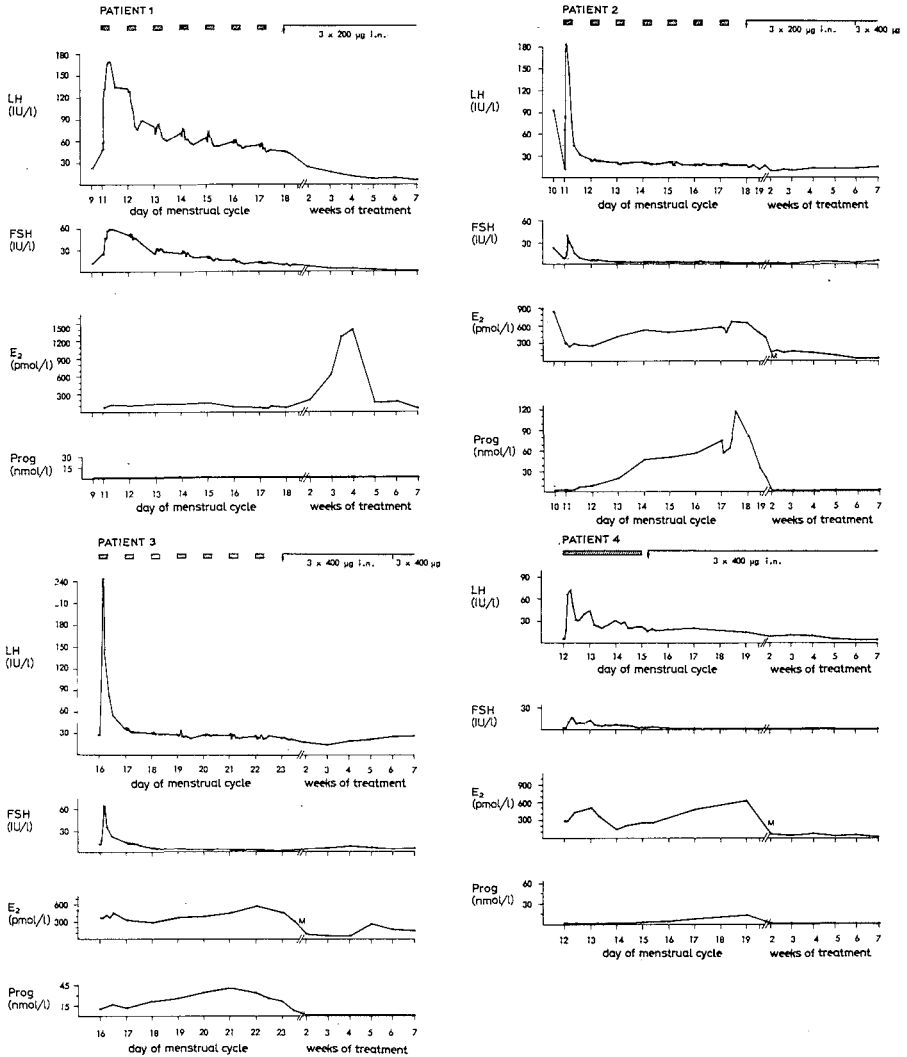 PATIENT 1
3 x 200 µg i.n.
LH
(IU/l)
180
150
120
90
60
30
9 11 12 13 14 15 16 17 18 2 3 4 5 6 7
day of menstrual cycle weeks of treatment
FSH
(IU/l)
60
30
E2
(pmol/l)
1500
1200
900
600
300
Prog
(nmol/l)
30
15
9 11 12 13 14 15 16 17 18 2 3 4 5 6 7
day of menstrual cycle weeks of treatment
PATIENT 2
3 x 200 µg i.n. 3 x 400 µg
LH
(IU/l)
180
150
120
90
60
30
10 11 12 13 14 15 16 17 18 19 2 3 4 5 6 7
day of menstrual cycle weeks of treatment
FSH
(IU/l)
60
30
E2
(pmol/l)
900
600
300
M
Prog
(nmol/l)
120
90
60
30
10 11 12 13 14 15 16 17 18 19 2 3 4 5 6 7
day of menstrual cycle weeks of treatment
PATIENT 3
3 x 400 µg i.n. 3 x 400 µg
LH
(IU/l)
240
10
180
150
120
90
60
30
16 17 18 19 20 21 22 23 2 3 4 5 6 7
day of menstrual cycle weeks of treatment
FSH
(IU/l)
60
30
E2
(pmol/l)
600
300
M
Prog
(nmol/l)
45
15
16 17 18 19 20 21 22 23 2 3 4 5 6 7
day of menstrual cycle weeks of treatment
PATIENT 4
3 x 400 µg i.n.
LH
(IU/l)
90
60
30
12 13 14 15 16 17 18 19 2 3 4 5 6 7
day of menstrual cycle weeks of treatment
FSH
(IU/l)
30
E2
(pmol/l)
900
600
300
M
Prog
(nmol/l)
60
30
12 13 14 15 16 17 18 19 2 3 4 5 6 7
day of menstrual cycle weeks of treatment